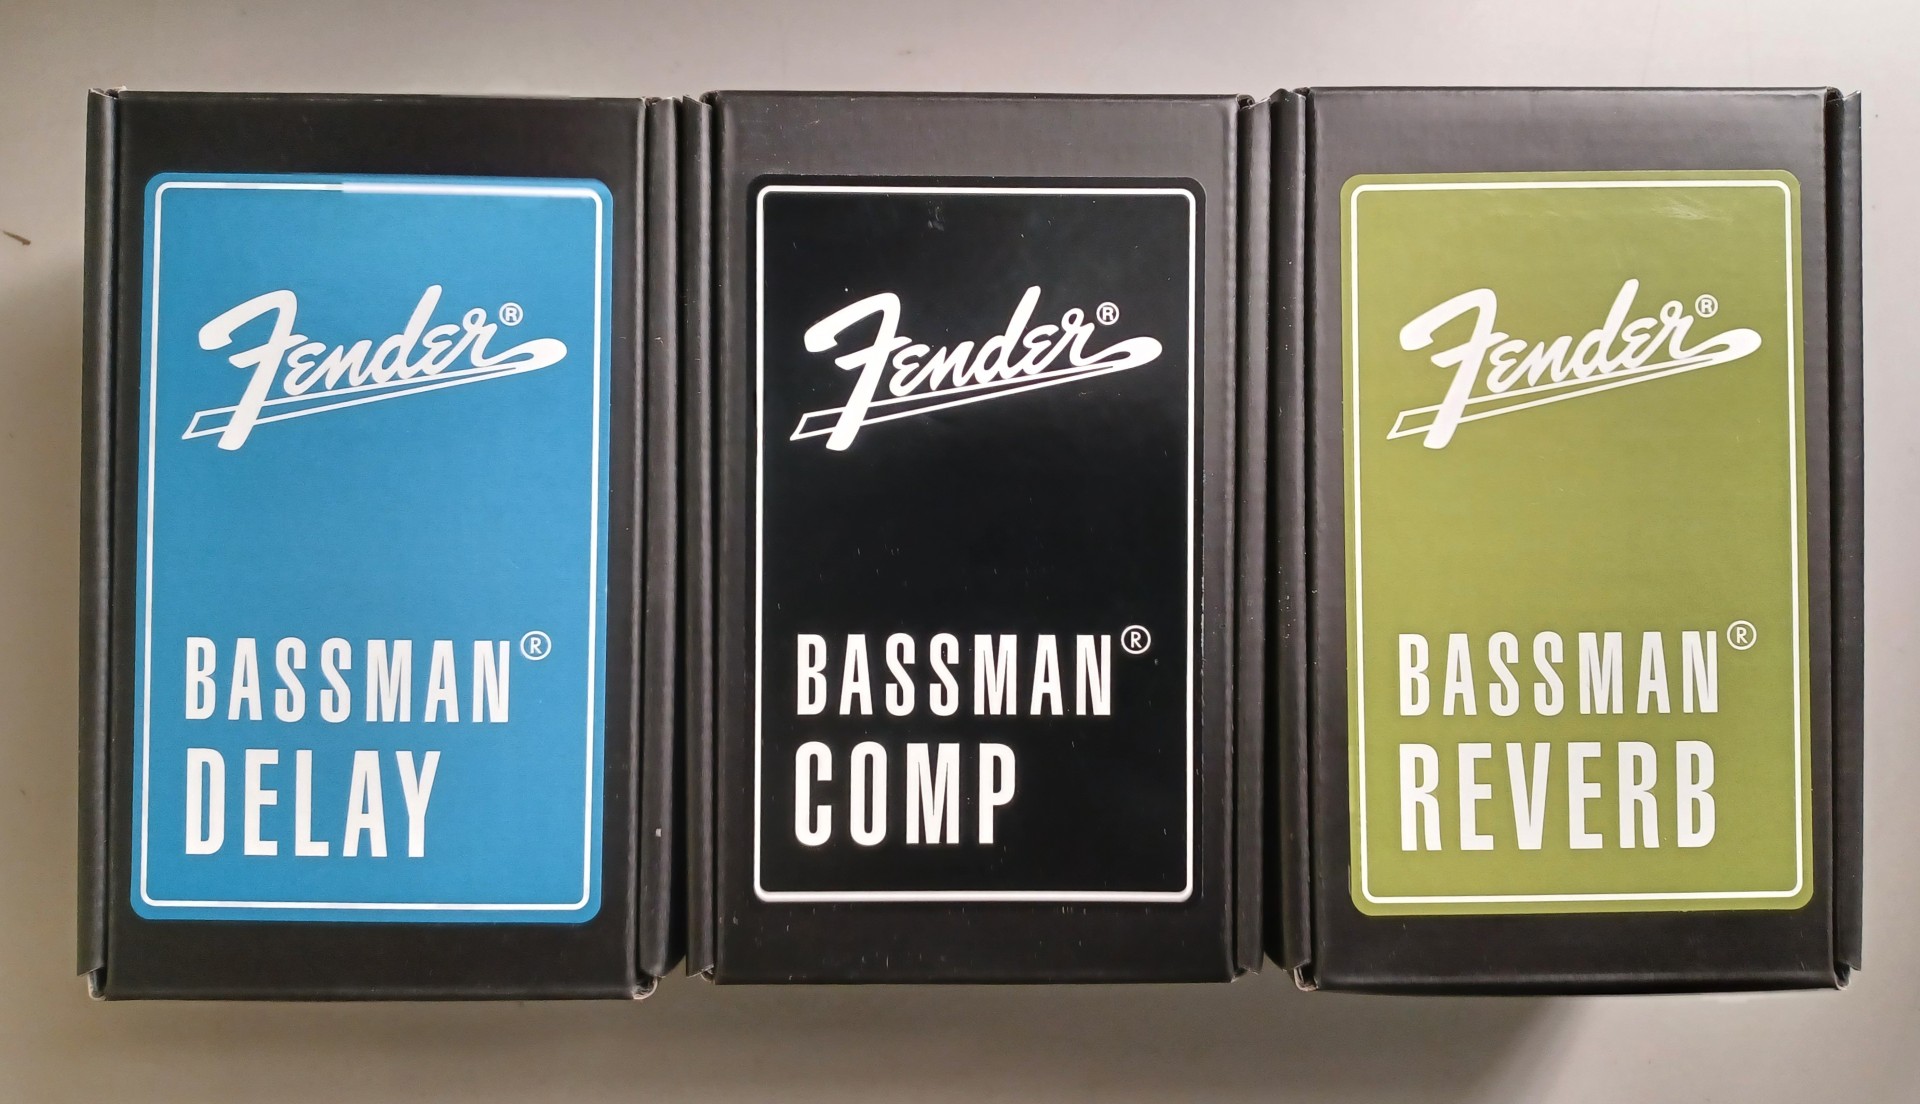 Fender®
BASSMAN®
DELAY
Fender®
BASSMAN®
COMP
Fender®
BASSMAN®
REVERB